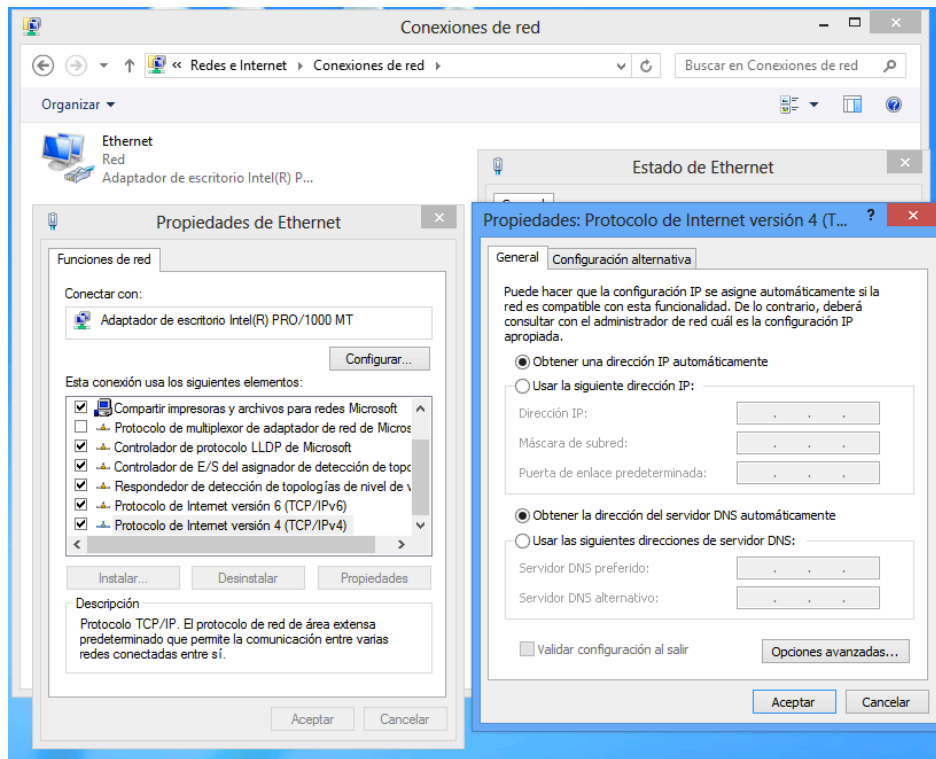 Conexiones de red
« Redes e Internet Conexiones de red
Buscar en Conexiones de red
Organizar
Ethernet
Red
Adaptador de escritorio Intel(R) P...
Estado de Ethernet
Propiedades de Ethernet
Funciones de red
Conectar con:
Adaptador de escritorio Intel(R) PRO/1000 MT
Configurar...
Esta conexión usa los siguientes elementos:
Compartir impresoras y archivos para redes Microsoft
Protocolo de multiplexor de adaptador de red de Micros
Controlador de protocolo LLDP de Microsoft
Controlador de E/S del asignador de detección de topo
Respondedor de detección de topologías de nivel de v
Protocolo de Internet versión 6 (TCP/IPv6)
Protocolo de Internet versión 4 (TCP/IPv4)
Instalar... Desinstalar Propiedades
Descripción
Protocolo TCP/IP. El protocolo de red de área extensa
predeterminado que permite la comunicación entre varias
redes conectadas entre sí.
Aceptar Cancelar
Propiedades: Protocolo de Internet versión 4 (T... ?
General Configuración alternativa
Puede hacer que la configuración IP se asigne automáticamente si la
red es compatible con esta funcionalidad. De lo contrario, deberá
consultar con el administrador de red cuál es la configuración IP
apropiada.
Obtener una dirección IP automáticamente
Usar la siguiente dirección IP:
Dirección IP:
Máscara de subred:
Puerta de enlace predeterminada:
Obtener la dirección del servidor DNS automáticamente
Usar las siguientes direcciones de servidor DNS:
Servidor DNS preferido:
Servidor DNS alternativo:
Validar configuración al salir
Opciones avanzadas...
Aceptar Cancelar